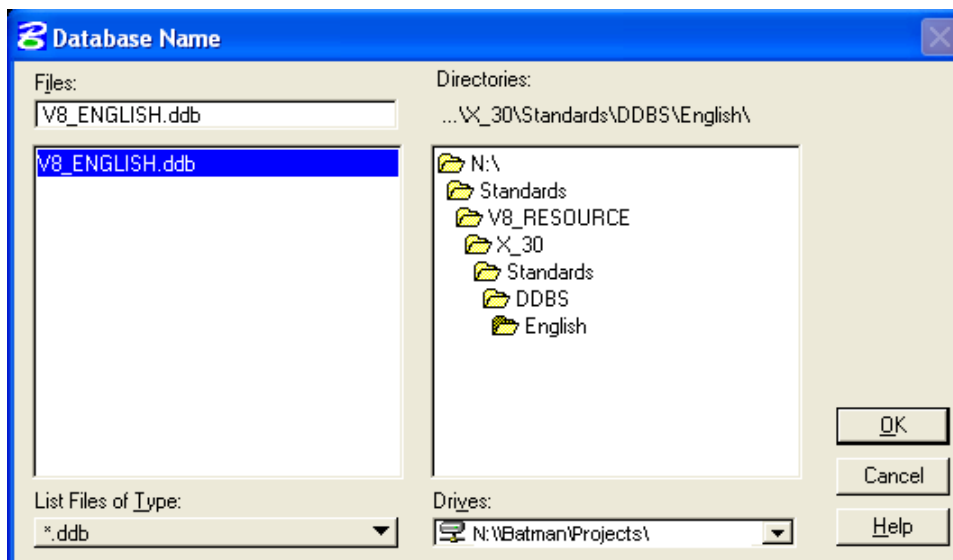 Database Name
Files:
V8_ENGLISH.ddb
V8_ENGLISH.ddb
List Files of Type:
*.ddb
Directories:
...\X_30\Standards\DDBS\English\
N:\
Standards
V8_RESOURCE
X_30
Standards
DDBS
English
Drives:
N:\\Batman\Projects\
OK
Cancel
Help